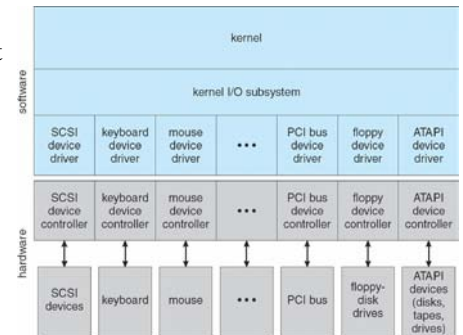 t
kernel
kernel I/O subsystem
software
SCSI device driver
keyboard device driver
mouse device driver
•••
PCI bus device driver
floppy device driver
ATAPI device driver
SCSI device controller
keyboard device controller
mouse device controller
•••
PCI bus device controller
floppy device controller
ATAPI device controller
hardware
SCSI devices
keyboard
mouse
•••
PCI bus
floppy-disk drives
ATAPI devices (disks, tapes, drives)